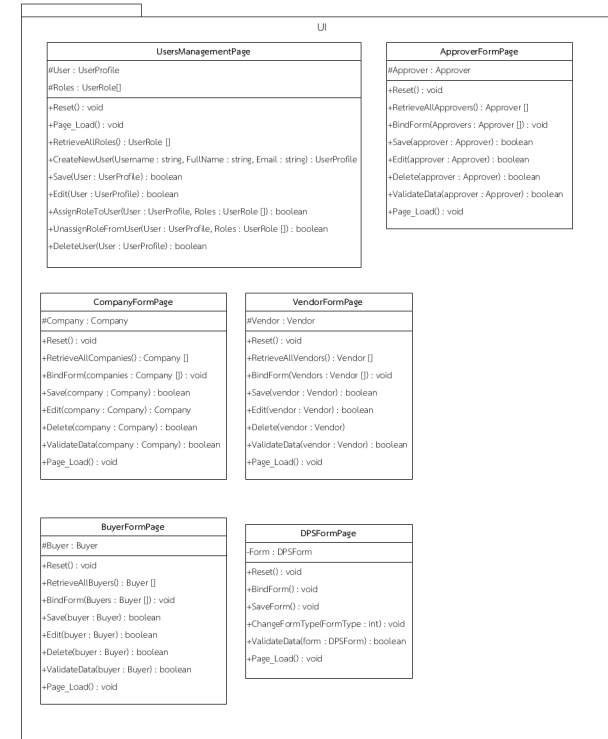 UI
UsersManagementPage
#User : UserProfile
#Roles : UserRole[]
+Reset() : void
+Page_Load() : void
+RetrieveAllRoles() : UserRole []
+CreateNewUser(Username : string, FullName : string, Email : string) : UserProfile
+Save(User : UserProfile) : boolean
+Edit(User : UserProfile) : boolean
+AssignRoleToUser(User : UserProfile, Roles : UserRole []) : boolean
+UnassignRoleFromUser(User : UserProfile, Roles : UserRole []) : boolean
+DeleteUser(User : UserProfile) : boolean
ApproverFormPage
#Approver : Approver
+Reset() : void
+RetrieveAllApprovers() : Approver []
+BindForm(Approvers : Approver []) : void
+Save(approver : Approver) : boolean
+Edit(approver : Approver) : boolean
+Delete(approver : Approver) : boolean
+ValidateData(approver : Approver) : boolean
+Page_Load() : void
CompanyFormPage
#Company : Company
+Reset() : void
+RetrieveAllCompanies() : Company []
+BindForm(companies : Company []) : void
+Save(company : Company) : boolean
+Edit(company : Company) : Company
+Delete(company : Company) : boolean
+ValidateData(company : Company) : boolean
+Page_Load() : void
VendorFormPage
#Vendor : Vendor
+Reset() : void
+RetrieveAllVendors() : Vendor []
+BindForm(Vendors : Vendor []) : void
+Save(vendor : Vendor) : boolean
+Edit(vendor : Vendor) : boolean
+Delete(vendor : Vendor)
+ValidateData(vendor : Vendor) : boolean
+Page_Load() : void
BuyerFormPage
#Buyer : Buyer
+Reset() : void
+RetrieveAllBuyers() : Buyer []
+BindForm(Buyers : Buyer []) : void
+Save(buyer : Buyer) : boolean
+Edit(buyer : Buyer) : boolean
+Delete(buyer : Buyer) : boolean
+ValidateData(buyer : Buyer) : boolean
+Page_Load() : void
DPSFormPage
-Form : DPSForm
+Reset() : void
+BindForm() : void
+SaveForm() : void
+ChangeFormType(FormType : int) : void
+ValidateData(form : DPSForm) : boolean
+Page_Load() : void